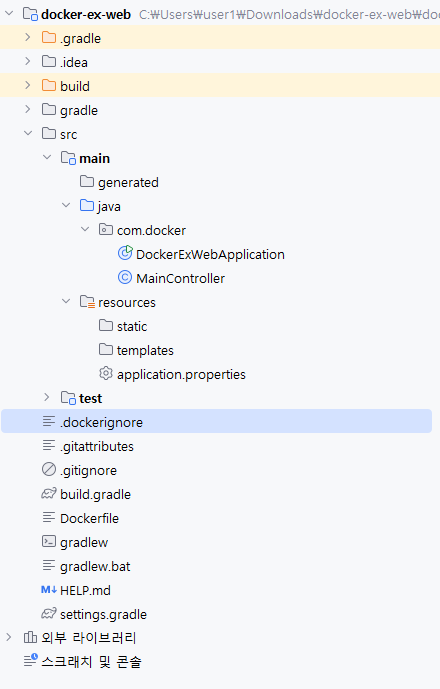 docker-ex-web C:₩Users₩user1₩Downloads₩docker-ex-web₩doc
.gradle
.idea
build
gradle
src
main
generated
java
com.docker
DockerExWebApplication
MainController
resources
static
templates
application.properties
test
.dockerignore
.gitattributes
.gitignore
build.gradle
Dockerfile
gradlew
gradlew.bat
M↓ HELP.md
settings.gradle
외부 라이브러리
스크래치 및 콘솔